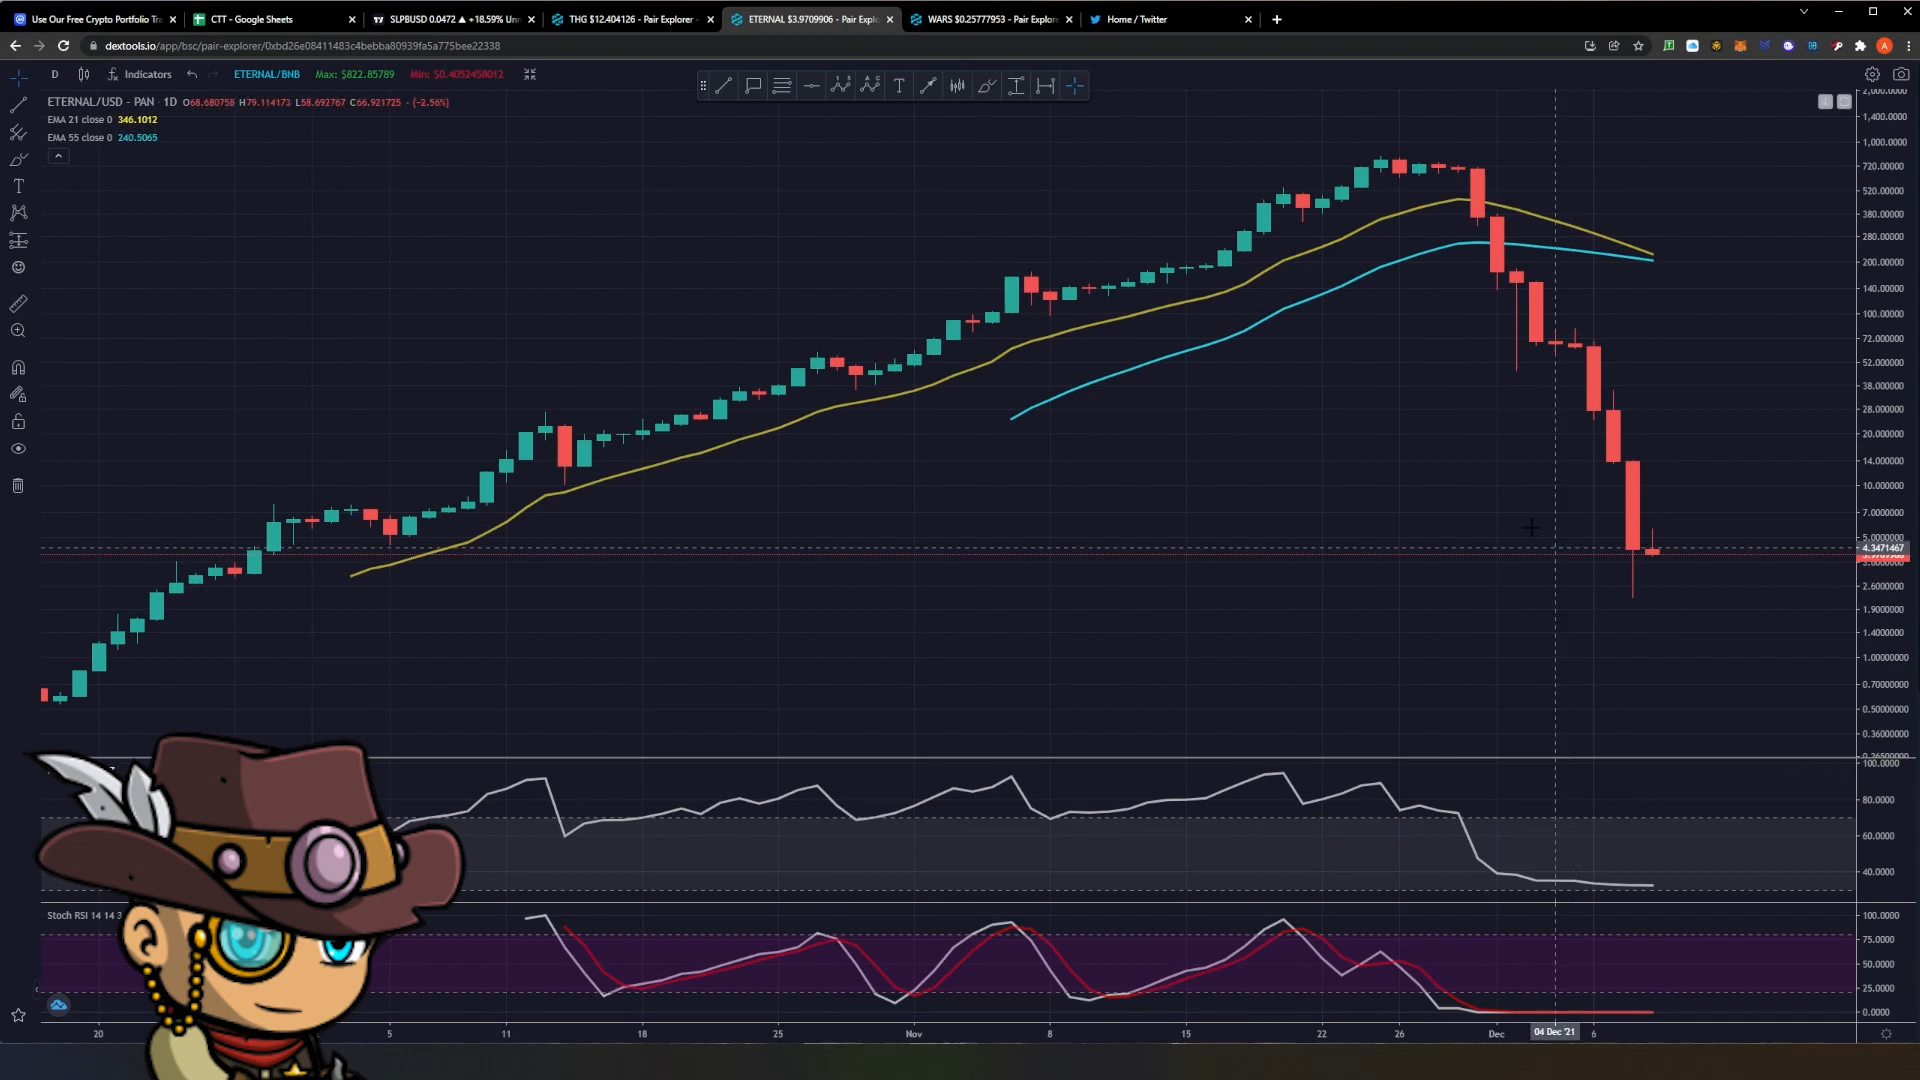 Use Our Free Crypto Portfolio Tra
CTT - Google Sheets
SLPBUSD 0.0472 ▲ +18.59% Unn
THG $12.404126 - Pair Explorer -
ETERNAL $3.9709906 - Pair Explo
WARS $0.25777953 - Pair Explor
Home / Twitter
dextools.io/app/bsc/pair-explorer/0xbd26e08411483c4bebba80939fa5a775bee22338
D
Indicators
ETERNAL/BNB
Max: $822.85789
Min: $0.4052458012
ETERNAL/USD - PAN · 1D O68.680758 H79.114173 L58.692767 C66.921725 - (−2.56%)
EMA 21 close 0 346.1012
EMA 55 close 0 240.5065
2,000.00000
1,400.0000
1,000.0000
720.00000
520.00000
380.00000
280.00000
200.00000
140.00000
100.00000
72.000000
52.000000
38.000000
28.000000
20.000000
14.000000
10.000000
7.0000000
5.0000000
4.3471467
3.6000000
2.6000000
1.9000000
1.4000000
1.0000000
0.70000000
0.50000000
0.36000000
0.26500000
100.0000
80.0000
60.0000
40.0000
Stoch RSI 14 14 3
100.0000
75.0000
50.0000
25.0000
0.0000
20
5
11
18
25
Nov
8
15
22
26
Dec
04 Dec '21
6